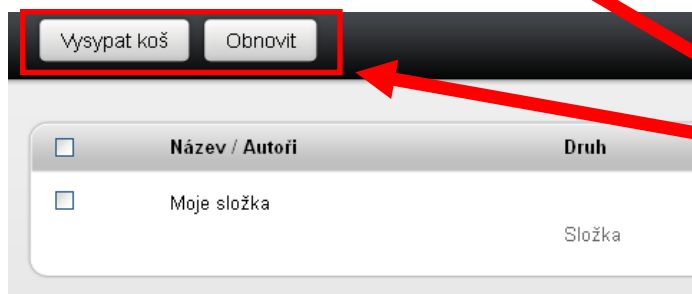 Vysypat koš Obnovit
Název / Autoři Druh
Moje složka
Složka